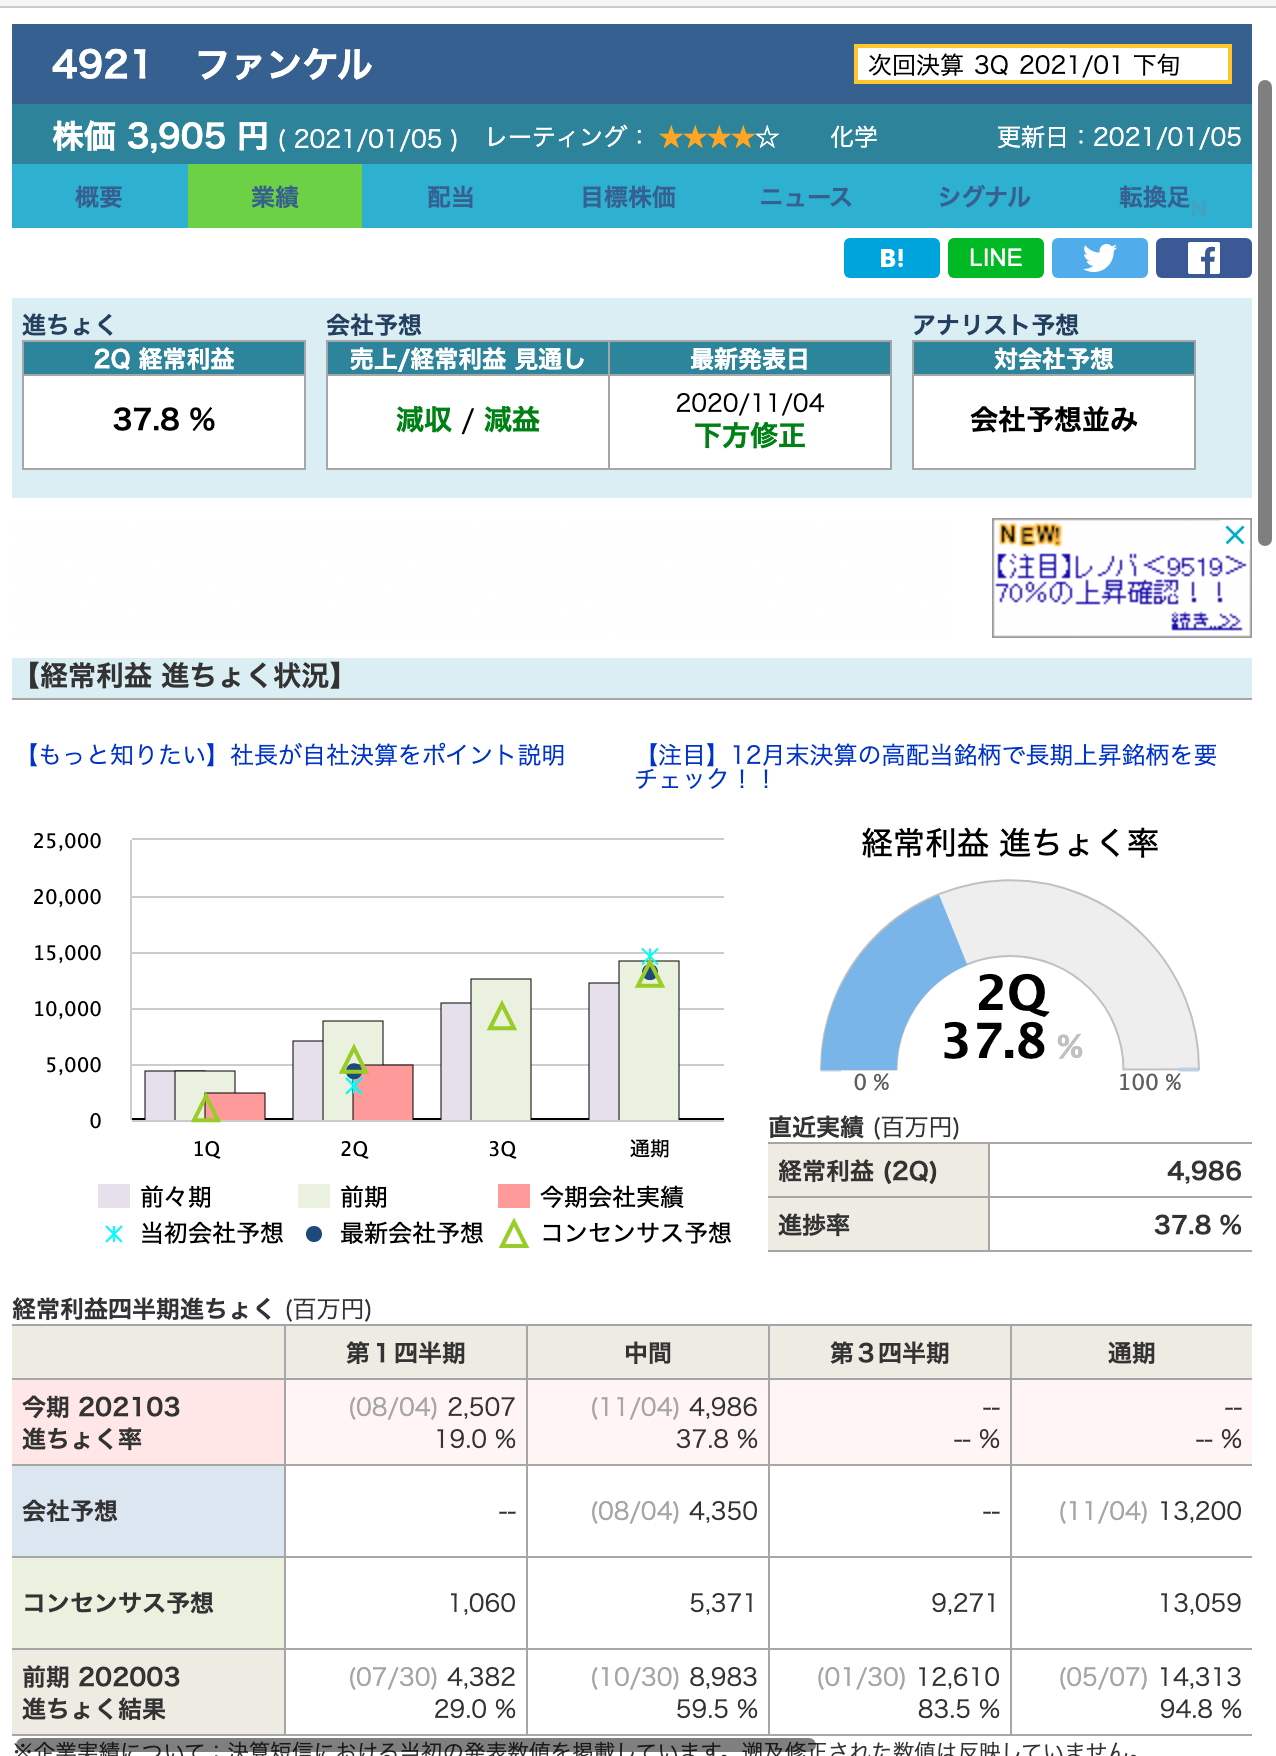 4921　ファンケル
次回決算 3Q 2021/01 下旬
株価 3,905 円 ( 2021/01/05 ) レーティング： ★★★★☆ 化学 更新日：2021/01/05
概要 業績 配当 目標株価 ニュース シグナル 転換足
N
B! LINE
進ちょく 会社予想 アナリスト予想
2Q 経常利益 売上/経常利益 見通し 最新発表日 対会社予想
37.8 % 減収 / 減益 2020/11/04 会社予想並み
下方修正
NEW!
【注目】レノバ<9519>
70%の上昇確認！！
続き..>>
【経常利益 進ちょく状況】
【もっと知りたい】社長が自社決算をポイント説明
【注目】12月末決算の高配当銘柄で長期上昇銘柄を要
チェック！！
25,000
20,000
15,000
10,000
5,000
0
1Q 2Q 3Q 通期
前々期 前期 今期会社実績
当初会社予想 最新会社予想 コンセンサス予想
経常利益 進ちょく率
2Q
37.8 %
0 % 100 %
直近実績 (百万円)
経常利益 (2Q) 4,986
進捗率 37.8 %
経常利益四半期進ちょく (百万円)
第１四半期 中間 第３四半期 通期
今期 202103 (08/04) 2,507 (11/04) 4,986 -- --
進ちょく率 19.0 % 37.8 % -- % -- %
会社予想 -- (08/04) 4,350 -- (11/04) 13,200
コンセンサス予想 1,060 5,371 9,271 13,059
前期 202003 (07/30) 4,382 (10/30) 8,983 (01/30) 12,610 (05/07) 14,313
進ちょく結果 29.0 % 59.5 % 83.5 % 94.8 %
※企業実績について：決算短信における当初の発表数値を掲載しています。遡及修正された数値は反映していません。